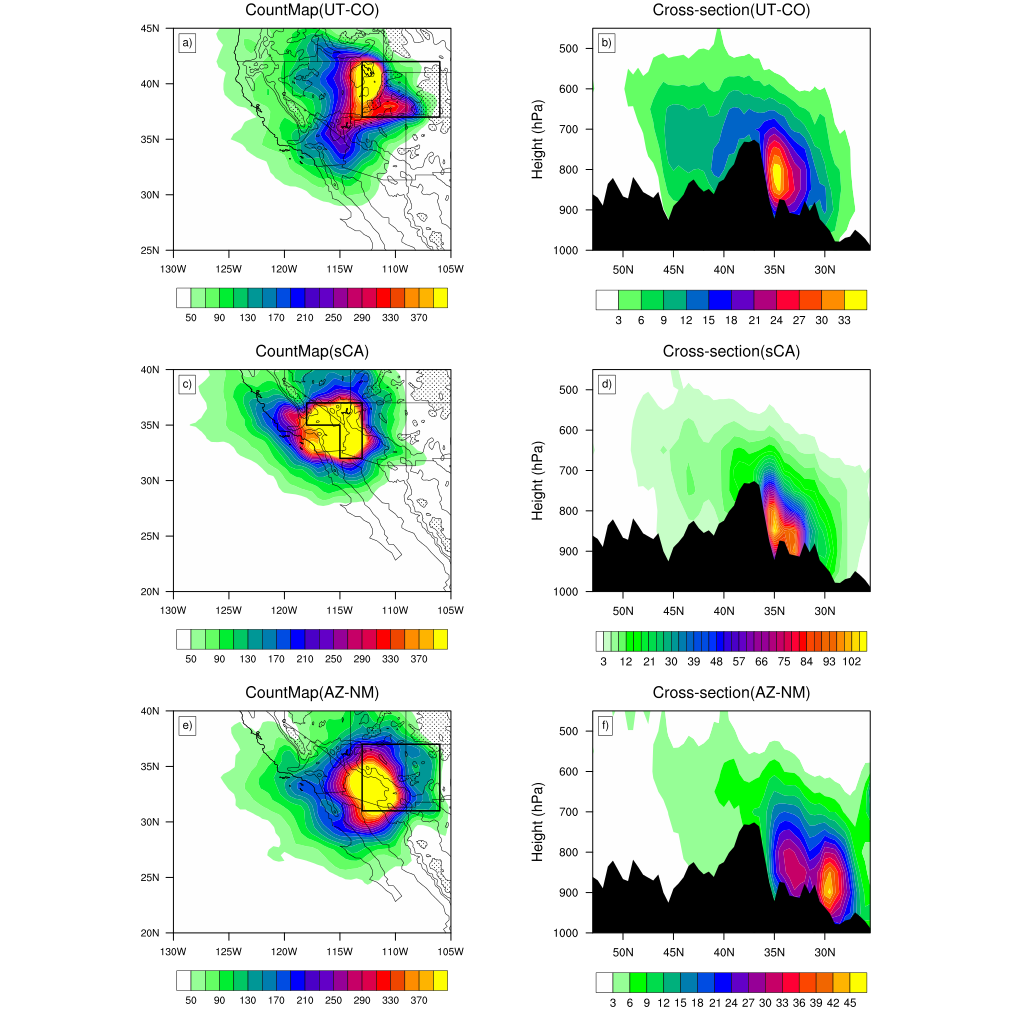 CountMap(UT-CO)
Cross-section(UT-CO)
a)
45N
40N
35N
30N
25N
130W 125W 120W 115W 110W 105W
50 90 130 170 210 250 290 330 370
b)
Height (hPa)
500
600
700
800
900
1000
50N 45N 40N 35N 30N
3 6 9 12 15 18 21 24 27 30 33
CountMap(sCA)
Cross-section(sCA)
c)
40N
35N
30N
25N
20N
130W 125W 120W 115W 110W 105W
50 90 130 170 210 250 290 330 370
d)
Height (hPa)
500
600
700
800
900
1000
50N 45N 40N 35N 30N
3 12 21 30 39 48 57 66 75 84 93 102
CountMap(AZ-NM)
Cross-section(AZ-NM)
e)
40N
35N
30N
25N
20N
130W 125W 120W 115W 110W 105W
50 90 130 170 210 250 290 330 370
f)
Height (hPa)
500
600
700
800
900
1000
50N 45N 40N 35N 30N
3 6 9 12 15 18 21 24 27 30 33 36 39 42 45